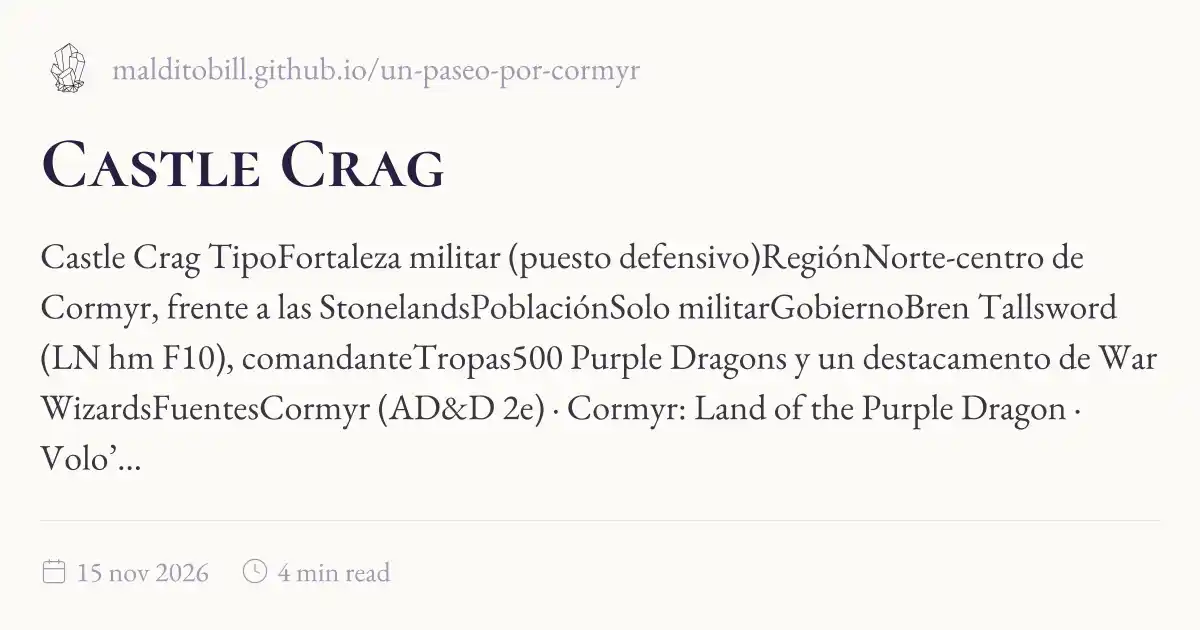 malditobill.github.io/un-paseo-por-cormyr
Castle Crag
Castle Crag TipoFortaleza militar (puesto defensivo)RegiónNorte-centro de
Cormyr, frente a las StonelandsPoblaciónSolo militarGobiernoBren Tallsword
(LN hm F10), comandanteTropas500 Purple Dragons y un destacamento de War
WizardsFuentesCormyr (AD&D 2e) · Cormyr: Land of the Purple Dragon ·
Volo’...
15 nov 2026
4 min read